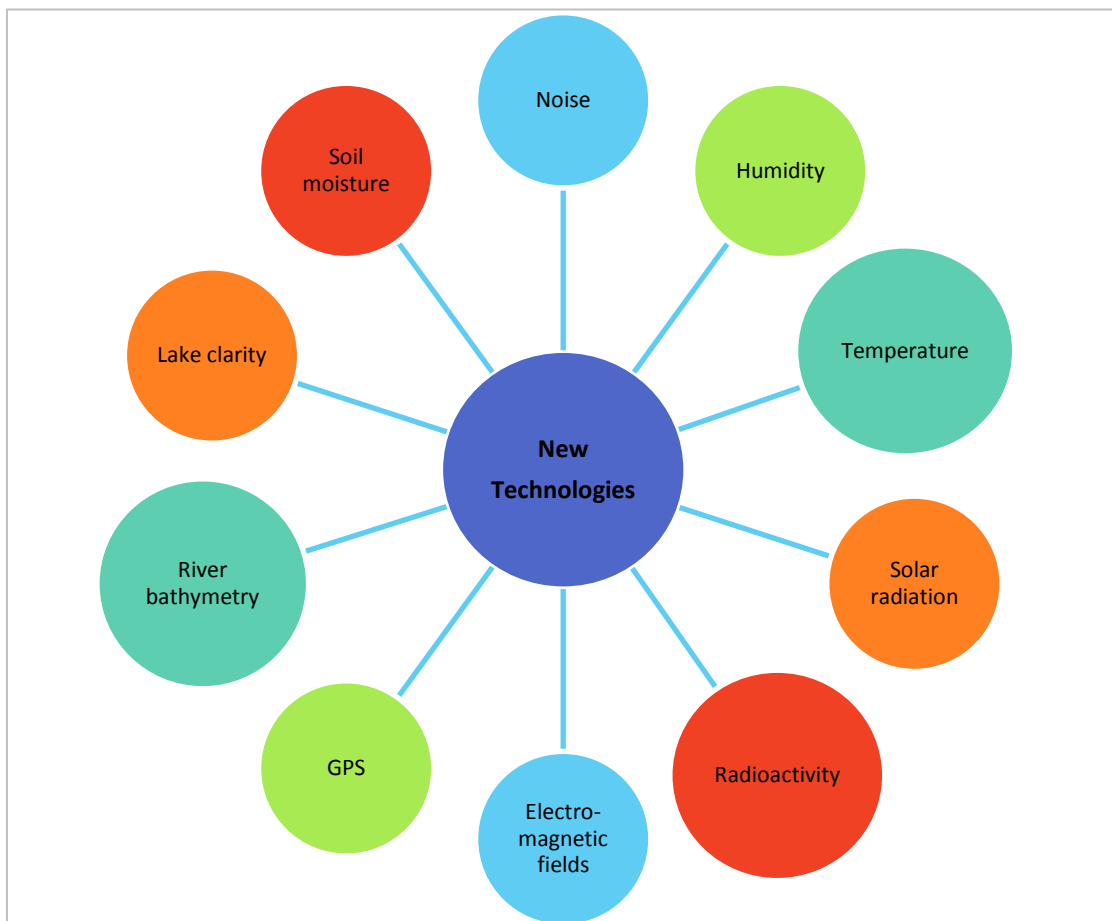 Noise
Humidity
Temperature
Solar
radiation
Radioactivity
Electro-
magnetic
fields
GPS
River
bathymetry
Lake clarity
Soil
moisture
New
Technologies